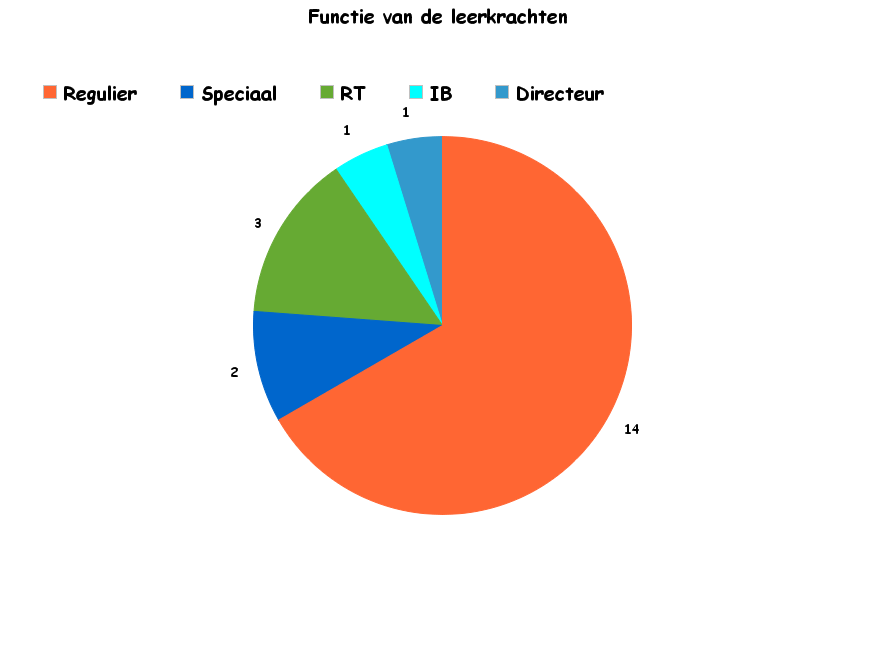 Functie van de leerkrachten
Regulier Speciaal RT IB Directeur
1
1
3
2
14